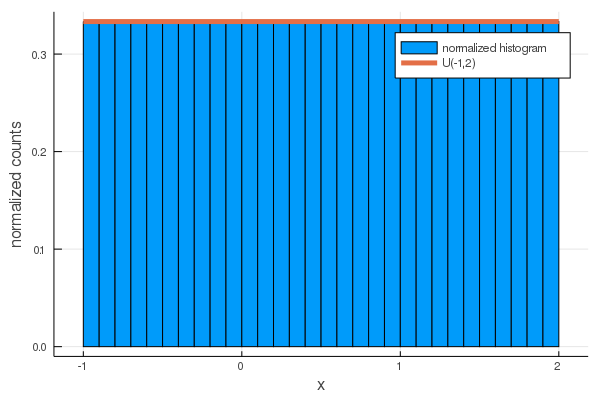 normalized counts
0.3
0.2
0.1
0.0
normalized histogram
U(-1,2)
-1
0
1
2
x